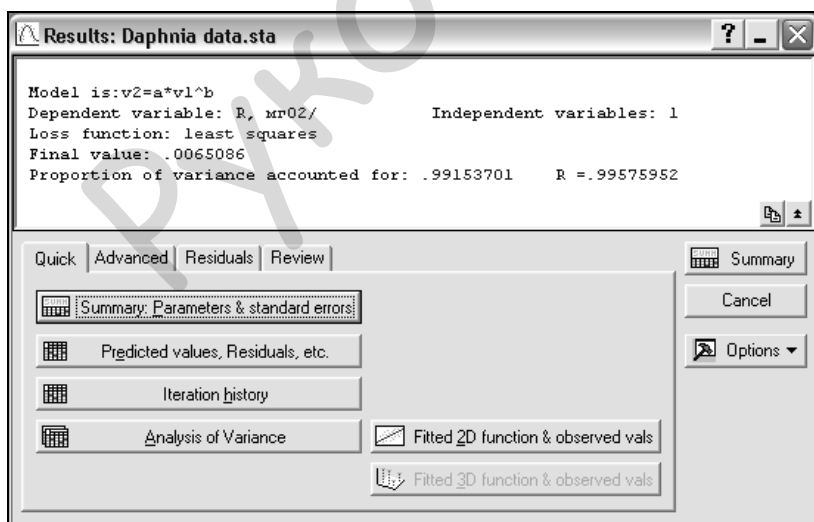 Results: Daphnia data.sta
Model is:v2=a*v1^b
Dependent variable: R, мгO2/ Independent variables: 1
Loss function: least squares
Final value: .0065086
Proportion of variance accounted for: .99153701 R =.99575952
Quick Advanced Residuals Review
Summary
Summary: Parameters & standard errors
Cancel
Predicted values, Residuals, etc.
Options
Iteration history
Analysis of Variance
Fitted 2D function & observed vals
Fitted 3D function & observed vals
РУКО